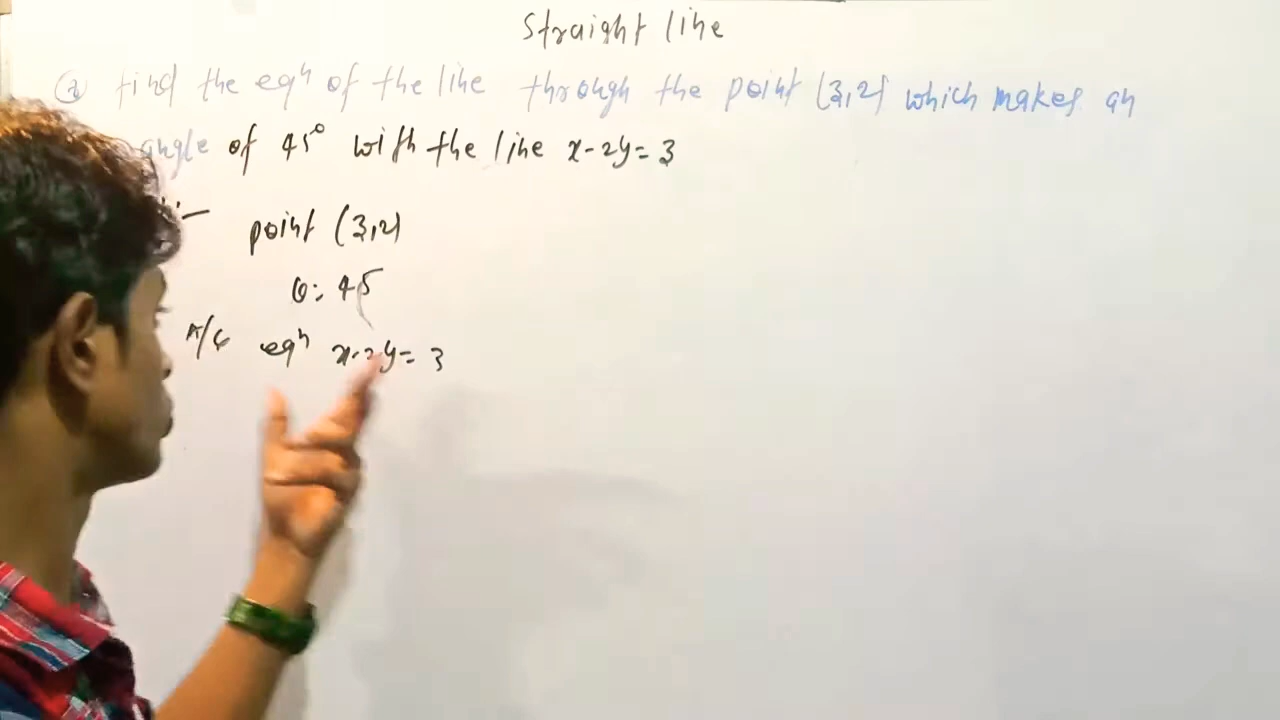 Straight line
Find the eqn of the line through the point (3,2) which makes an
angle of 45° with the line x-2y=3
point (3,2)
θ: 45
A/c eqn x-2y= 3